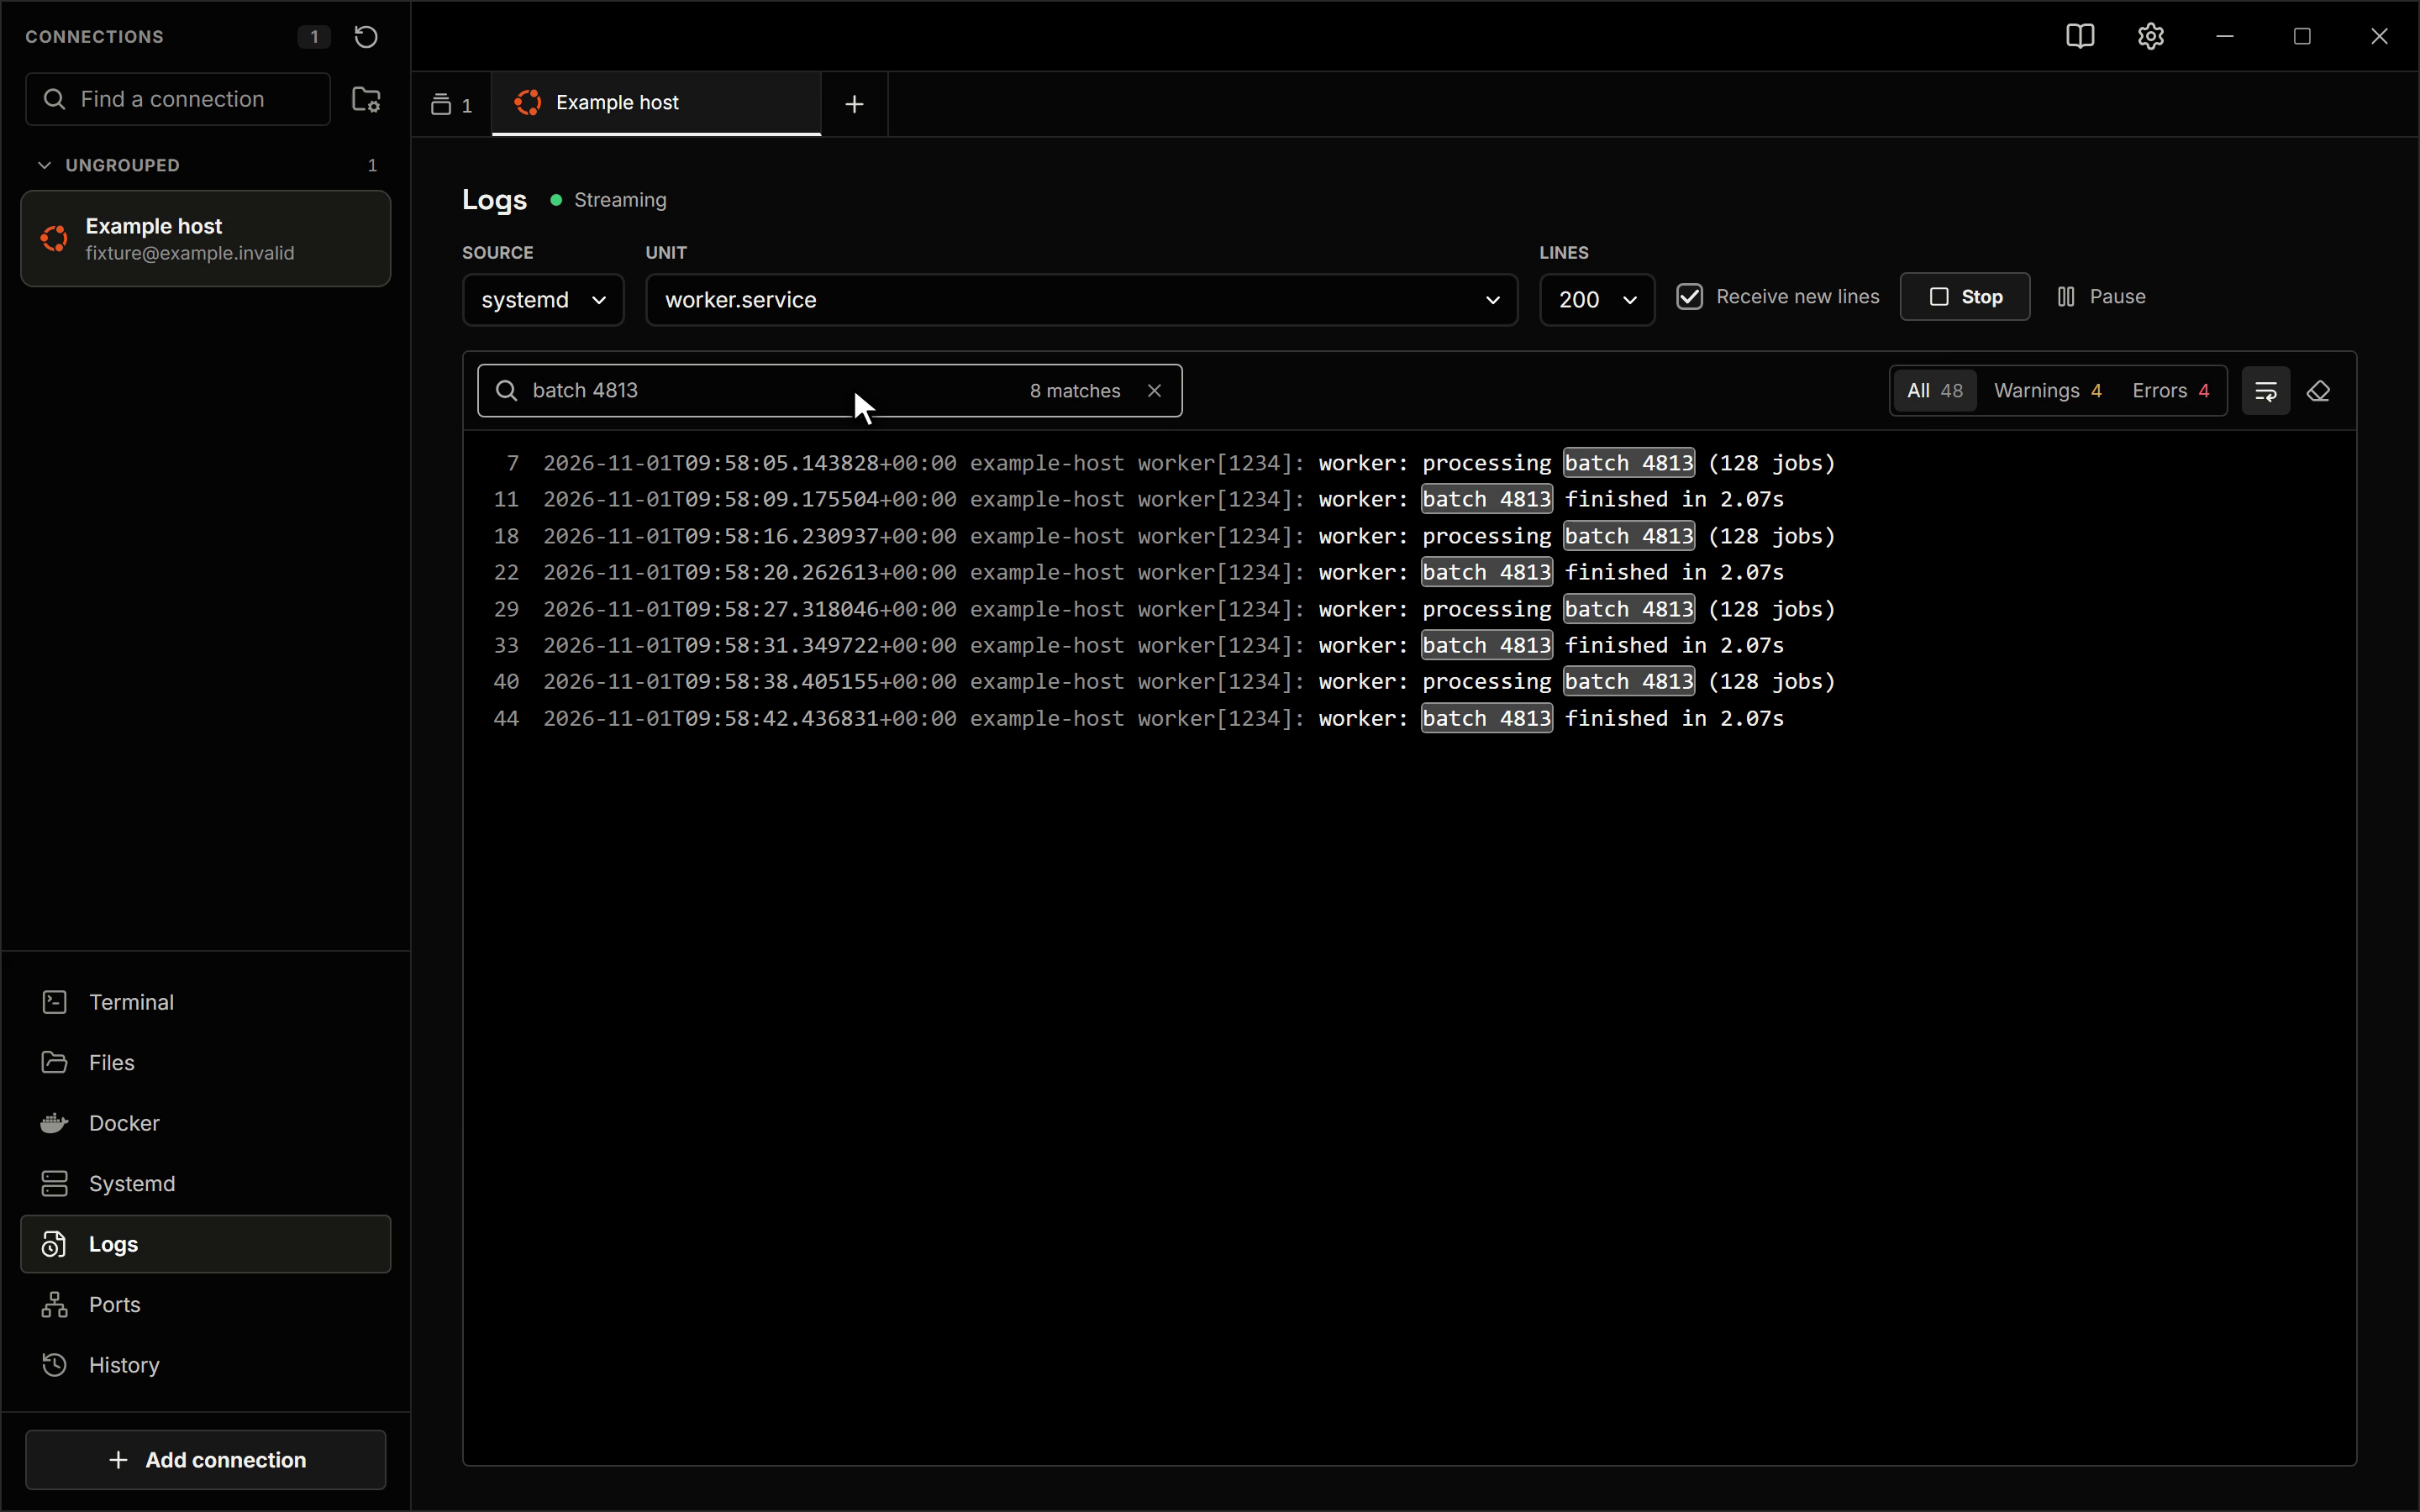 CONNECTIONS 1
Find a connection
UNGROUPED 1
Example host
fixture@example.invalid
Terminal
Files
Docker
Systemd
Logs
Ports
History
Add connection
1 Example host
Logs Streaming
SOURCE UNIT LINES
systemd worker.service 200 Receive new lines Stop Pause
batch 4813 8 matches All 48 Warnings 4 Errors 4
7 2026-11-01T09:58:05.143828+00:00 example-host worker[1234]: worker: processing batch 4813 (128 jobs)
11 2026-11-01T09:58:09.175504+00:00 example-host worker[1234]: worker: batch 4813 finished in 2.07s
18 2026-11-01T09:58:16.230937+00:00 example-host worker[1234]: worker: processing batch 4813 (128 jobs)
22 2026-11-01T09:58:20.262613+00:00 example-host worker[1234]: worker: batch 4813 finished in 2.07s
29 2026-11-01T09:58:27.318046+00:00 example-host worker[1234]: worker: processing batch 4813 (128 jobs)
33 2026-11-01T09:58:31.349722+00:00 example-host worker[1234]: worker: batch 4813 finished in 2.07s
40 2026-11-01T09:58:38.405155+00:00 example-host worker[1234]: worker: processing batch 4813 (128 jobs)
44 2026-11-01T09:58:42.436831+00:00 example-host worker[1234]: worker: batch 4813 finished in 2.07s